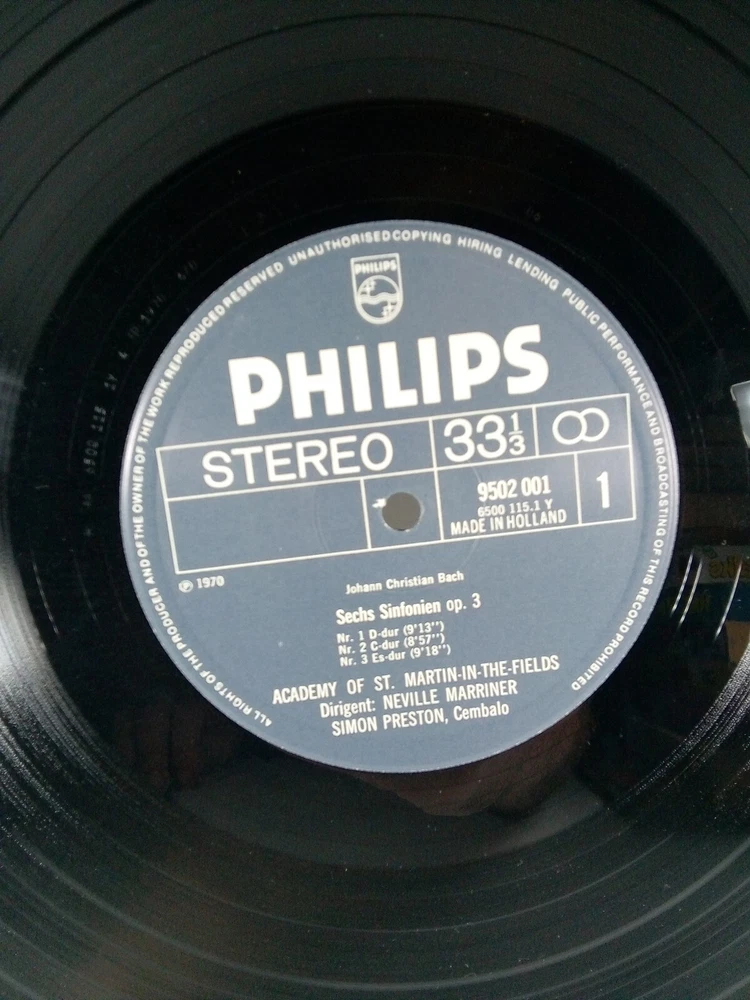 ALL RIGHTS OF THE PRODUCER AND OF THE OWNER OF THE WORK REPRODUCED RESERVED UNAUTHORISED COPYING HIRING LENDING PUBLIC PERFORMANCE AND BROADCASTING OF THIS RECORD PROHIBITED
PHILIPS
PHILIPS
STEREO 33 1/3
9502 001 1
6500 115.1 Y
MADE IN HOLLAND
℗ 1970
Johann Christian Bach
Sechs Sinfonien op. 3
Nr. 1 D-dur (9'13'')
Nr. 2 C-dur (8'57'')
Nr. 3 Es-dur (9'18'')
ACADEMY OF ST. MARTIN-IN-THE-FIELDS
Dirigent: NEVILLE MARRINER
SIMON PRESTON, Cembalo